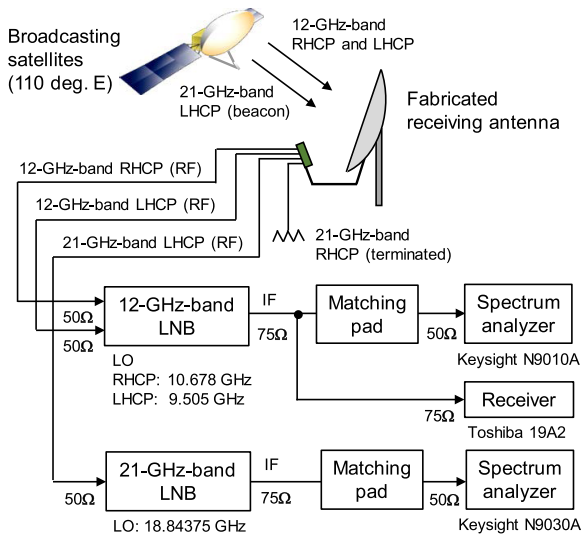 Broadcasting
satellites
(110 deg. E)
12-GHz-band
RHCP and LHCP
21-GHz-band
LHCP (beacon)
Fabricated
receiving antenna
12-GHz-band RHCP (RF)
12-GHz-band LHCP (RF)
21-GHz-band LHCP (RF)
21-GHz-band
RHCP (terminated)
50Ω
50Ω
12-GHz-band
LNB
IF
75Ω
Matching
pad
50Ω
Spectrum
analyzer
Keysight N9010A
LO
RHCP: 10.678 GHz
LHCP: 9.505 GHz
75Ω
Receiver
Toshiba 19A2
50Ω
21-GHz-band
LNB
IF
75Ω
Matching
pad
50Ω
Spectrum
analyzer
LO: 18.84375 GHz
Keysight N9030A